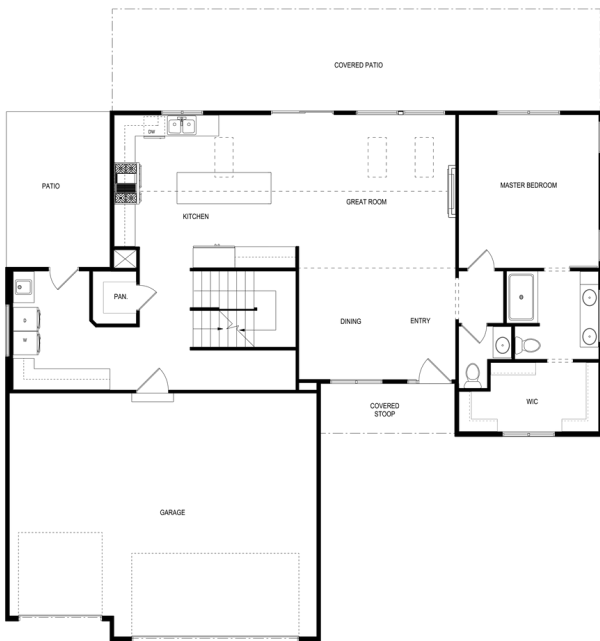 COVERED PATIO
DW
PATIO
MASTER BEDROOM
GREAT ROOM
KITCHEN
PAN.
D
W
DINING
ENTRY
COVERED
STOOP
WIC
GARAGE